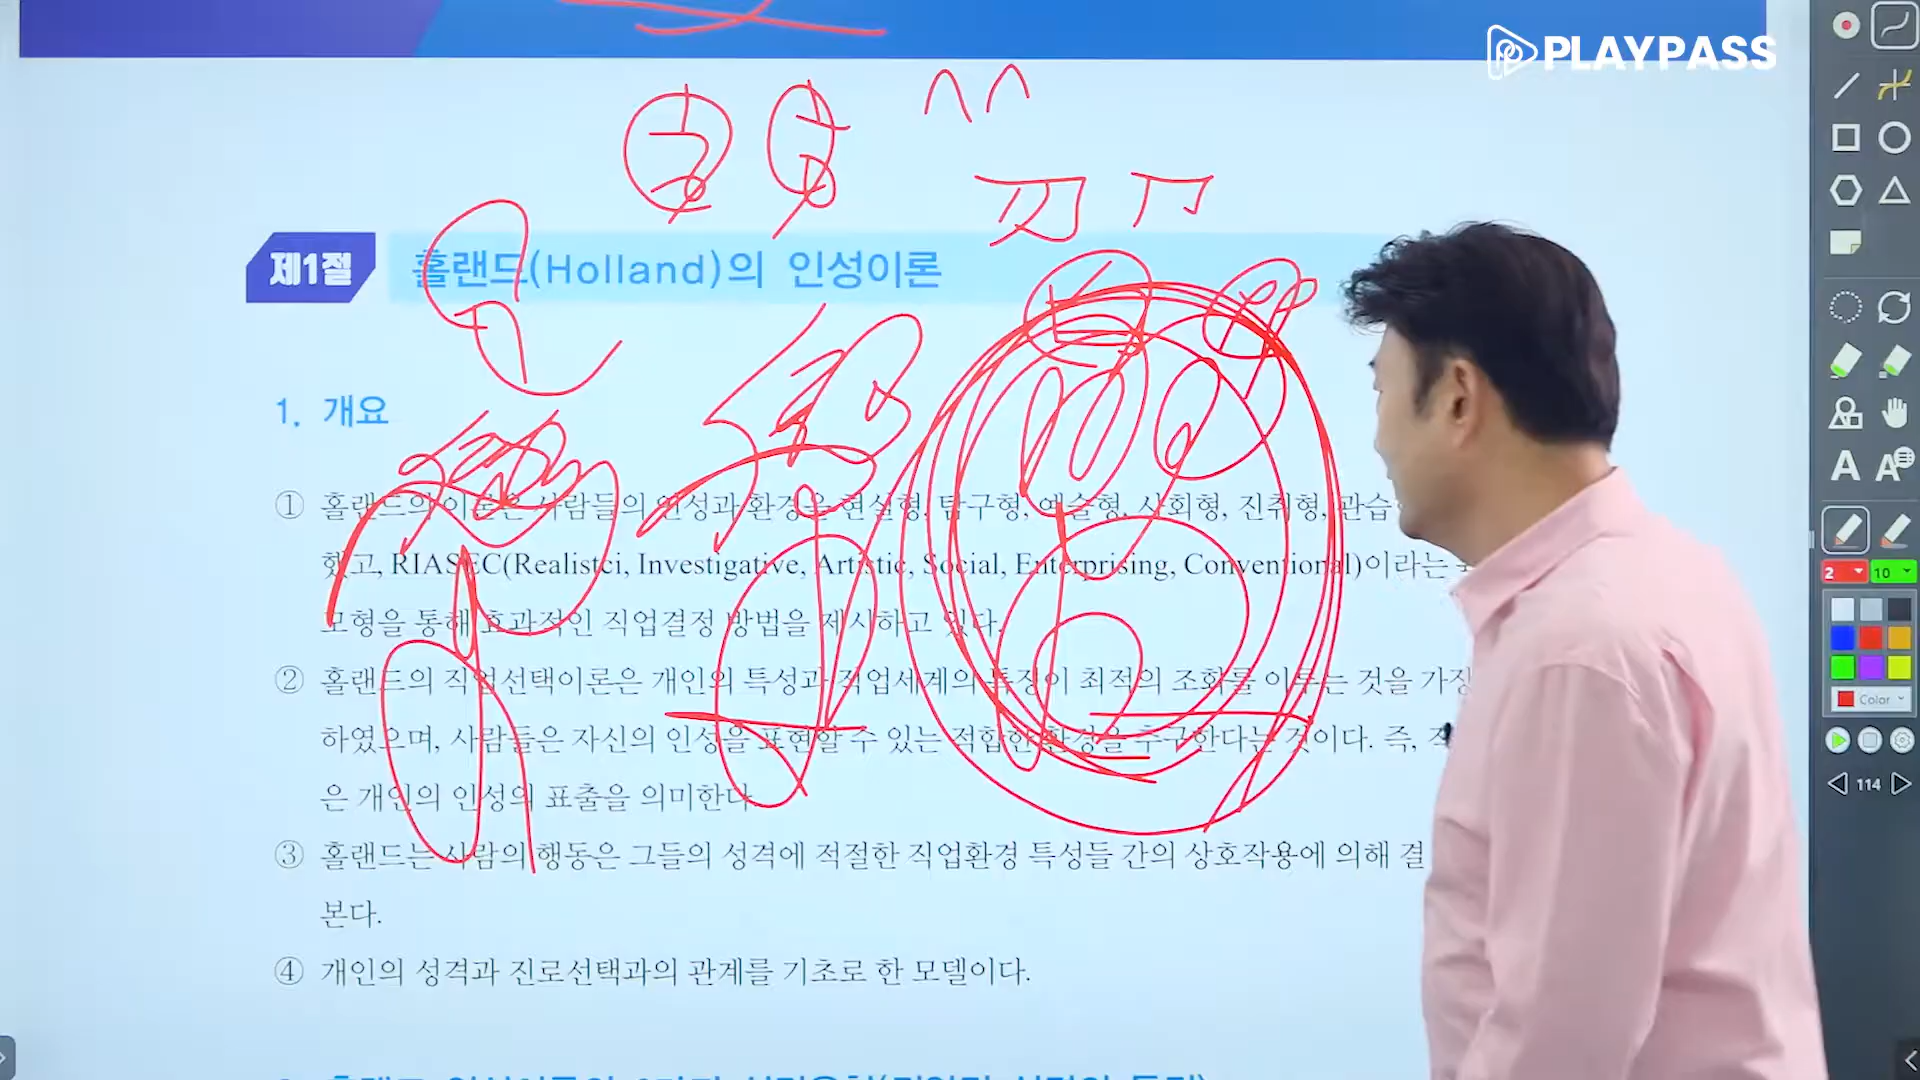 PLAYPASS
제1절 홀랜드(Holland)의 인성이론
1. 개요
① 홀랜드의 이론은 사람들의 인성과 환경을 현실형, 탐구형, 예술형, 사회형, 진취형, 관습
했고, RIASEC(Realistci, Investigative, Artistic, Social, Enterprising, Conventional)이라는
모형을 통해 효과적인 직업결정 방법을 제시하고 있다.
② 홀랜드의 직업선택이론은 개인의 특성과 직업세계의 특징이 최적의 조화를 이루는 것을 가정
하였으며, 사람들은 자신의 인성을 표현할 수 있는 적합한 환경을 추구한다는 것이다. 즉,
은 개인의 인성의 표출을 의미한다
③ 홀랜드는 사람의 행동은 그들의 성격에 적절한 직업환경 특성들 간의 상호작용에 의해 결
본다.
④ 개인의 성격과 진로선택과의 관계를 기초로 한 모델이다.
2
10
Color
114